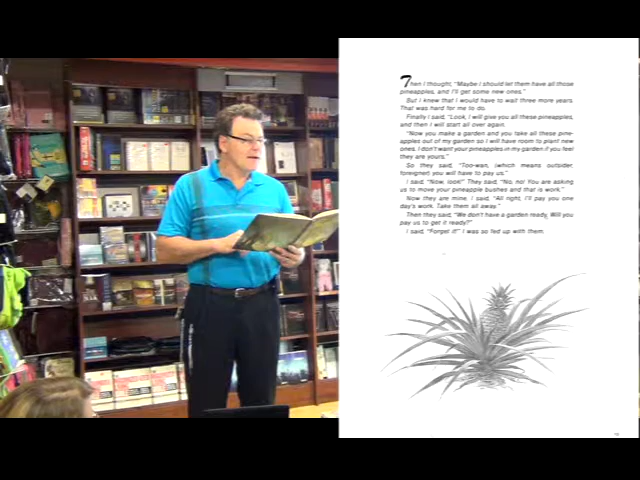 Then I thought, "Maybe I should let them have all those
pineapples, and I'll get some new ones."
But I knew that I would have to wait three more years.
That was hard for me to do.
Finally I said, "Look, I will give you all these pineapples,
and then I will start all over again.
"Now you make a garden and you take all these pine-
apples out of my garden so I will have room to plant new
ones. I don't want your pineapples in my garden if you feel
they are yours."
So they said, "Too-wan, (which means outsider,
foreigner) you will have to pay us."
I said, "Now, look!" They said, "No, no! You are asking
us to move your pineapple bushes and that is work."
Now they are mine. I said, "All right, I'll pay you one
day's work. Take them all away."
Then they said, "We don't have a garden ready. Will you
pay us to get it ready?"
I said, "Forget it!" I was so fed up with them.